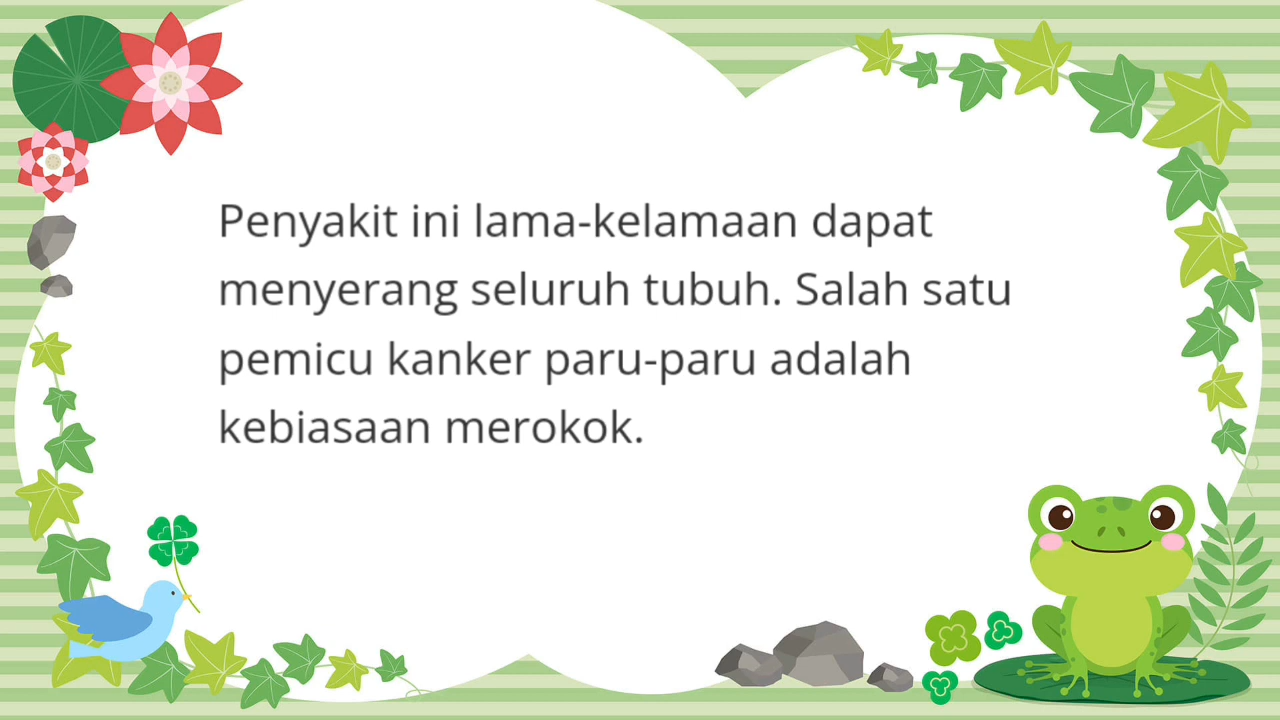 Penyakit ini lama-kelamaan dapat
menyerang seluruh tubuh. Salah satu
pemicu kanker paru-paru adalah
kebiasaan merokok.